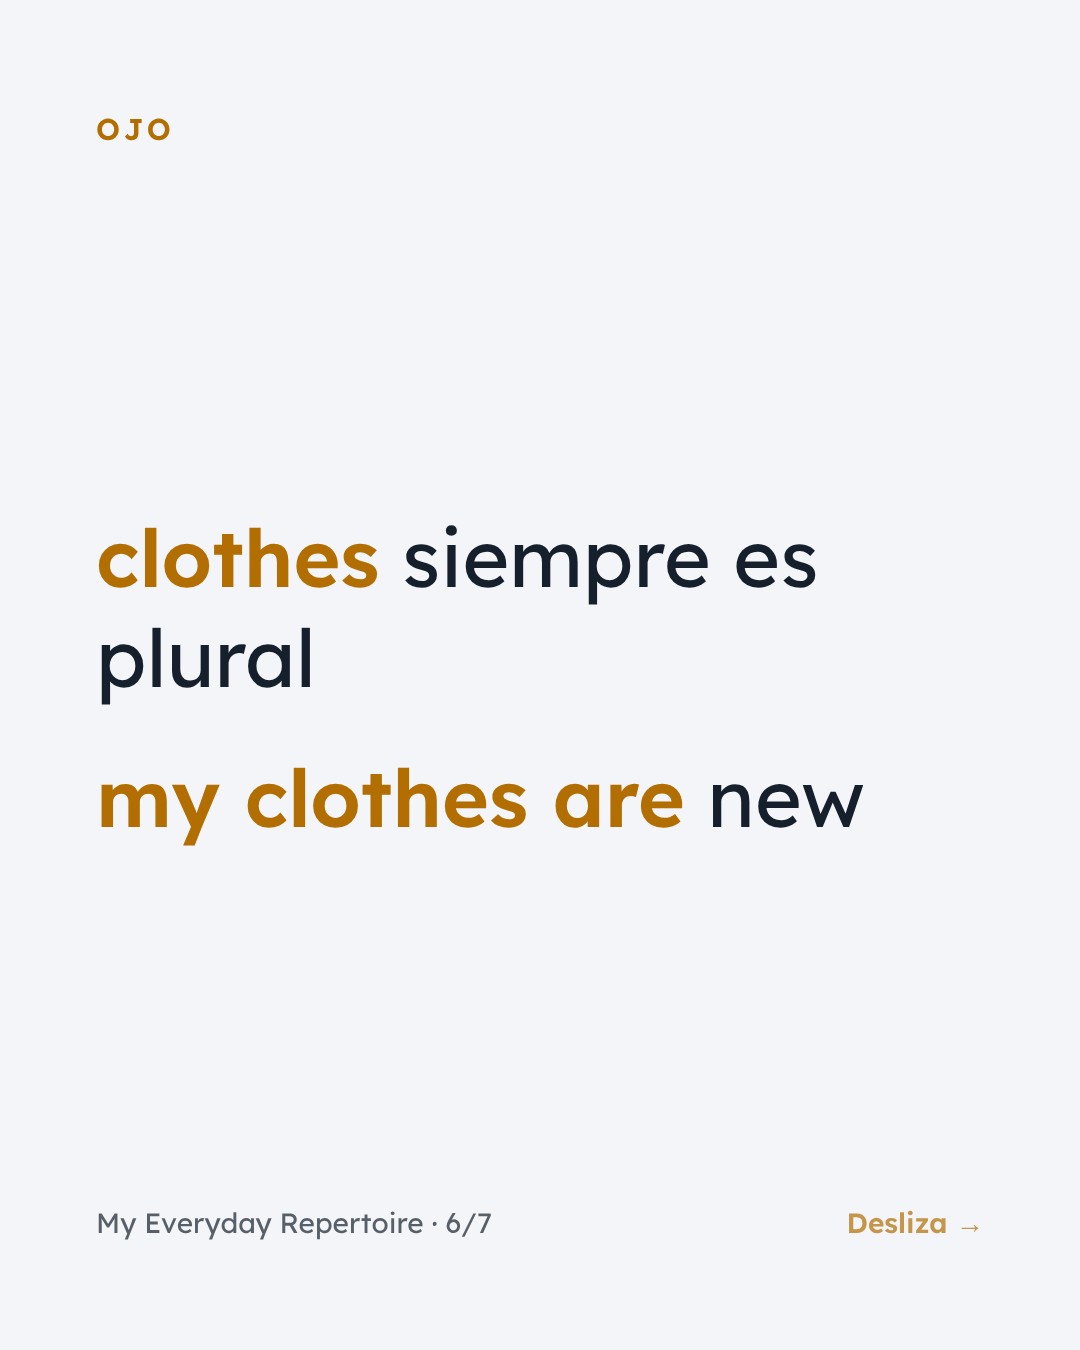 OJO
clothes siempre es
plural
my clothes are new
My Everyday Repertoire · 6/7
Desliza →